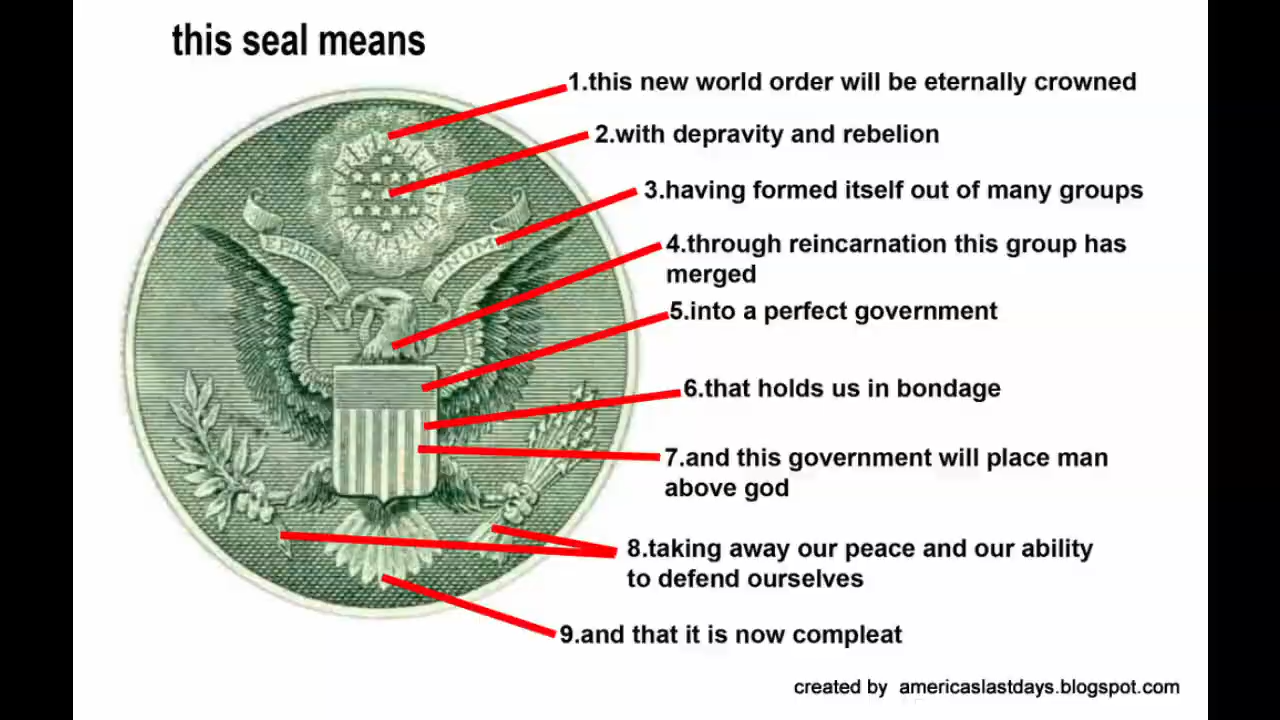 this seal means
1.this new world order will be eternally crowned
2.with depravity and rebelion
3.having formed itself out of many groups
E PLURIBUS UNUM
4.through reincarnation this group has
merged
5.into a perfect government
6.that holds us in bondage
7.and this government will place man
above god
8.taking away our peace and our ability
to defend ourselves
9.and that it is now compleat
created by americaslastdays.blogspot.com